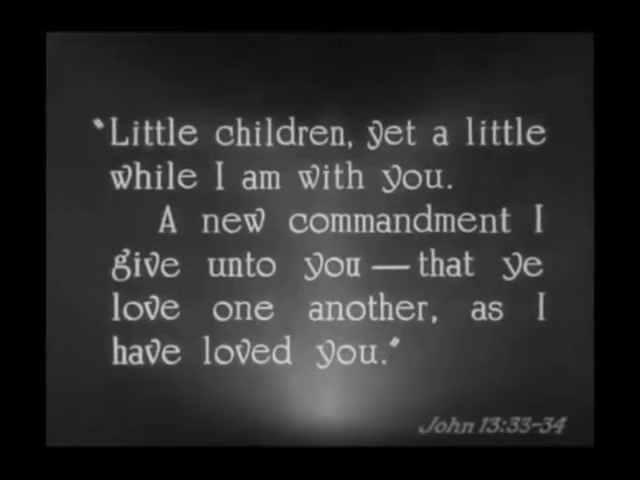 "Little children, yet a little
while I am with you.
A new commandment I
give unto you — that ye
love one another, as I
have loved you."
John 13:33-34